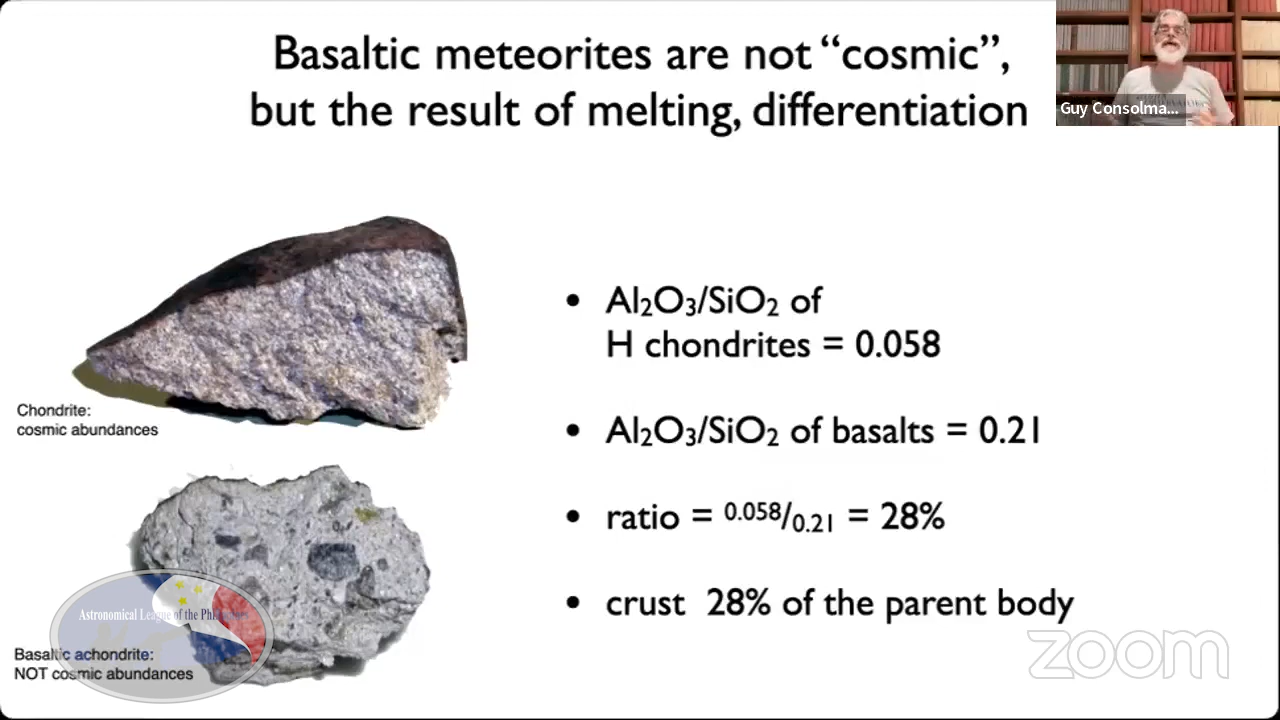 Basaltic meteorites are not “cosmic”,
but the result of melting, differentiation
Guy Consolma...
Al₂O₃/SiO₂ of
H chondrites = 0.058
Al₂O₃/SiO₂ of basalts = 0.21
ratio = 0.058/0.21 = 28%
crust 28% of the parent body
Chondrite:
cosmic abundances
Astronomical League of the
Basaltic achondrite:
NOT cosmic abundances
zoom